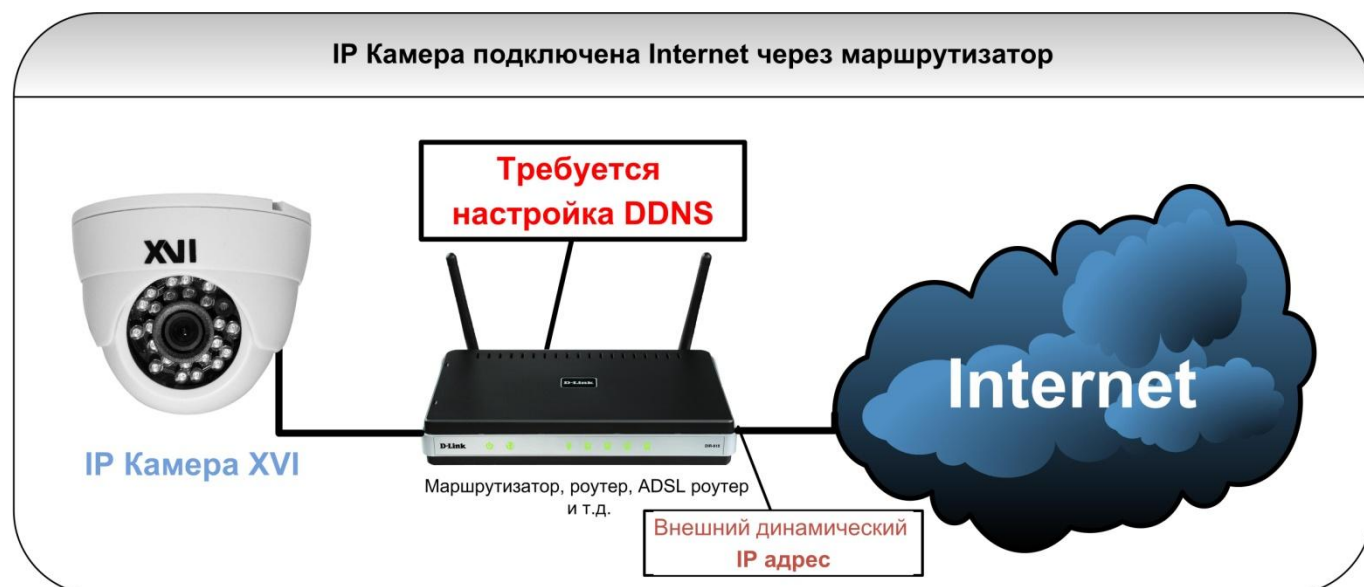 IP Камера подключена Internet через маршрутизатор
Требуется
настройка DDNS
XVI
D-Link
Internet
D-Link
IP Камера XVI
Маршрутизатор, роутер, ADSL роутер
и т.д.
Внешний динамический
IP адрес